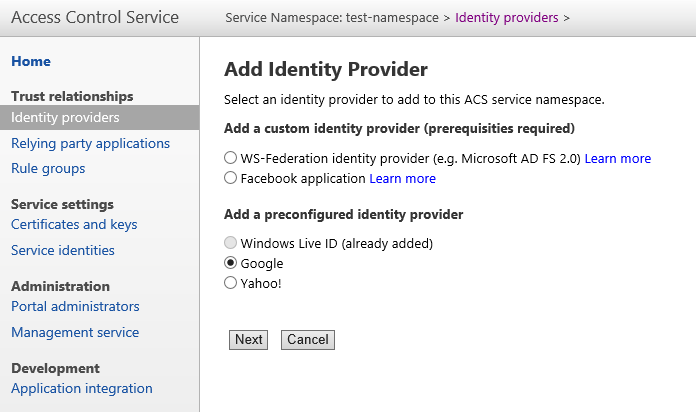 Access Control Service
Service Namespace: test-namespace > Identity providers >
Home
Trust relationships
Identity providers
Relying party applications
Rule groups
Service settings
Certificates and keys
Service identities
Administration
Portal administrators
Management service
Development
Application integration
Add Identity Provider
Select an identity provider to add to this ACS service namespace.
Add a custom identity provider (prerequisities required)
WS-Federation identity provider (e.g. Microsoft AD FS 2.0) Learn more
Facebook application Learn more
Add a preconfigured identity provider
Windows Live ID (already added)
Google
Yahoo!
Next Cancel